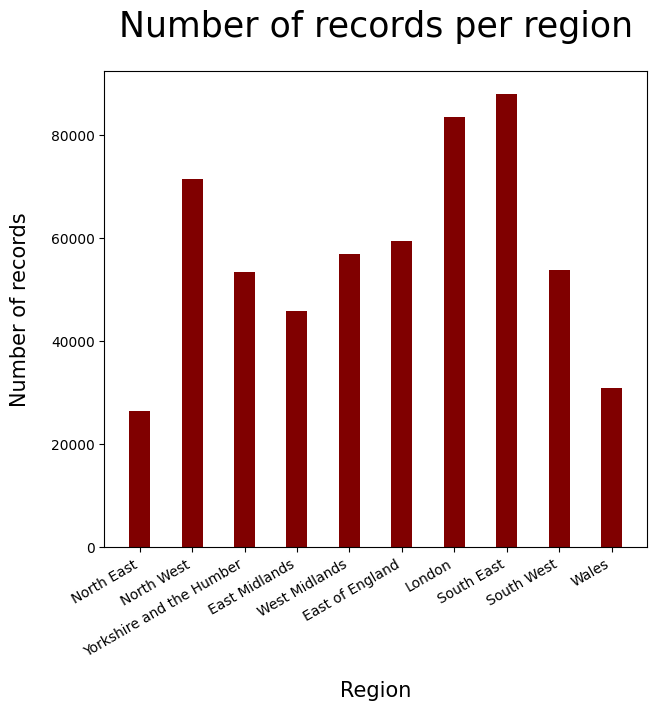 Number of records per region
Number of records
80000
60000
40000
20000
0
North East
North West
Yorkshire and the Humber
East Midlands
West Midlands
East of England
London
South East
South West
Wales
Region